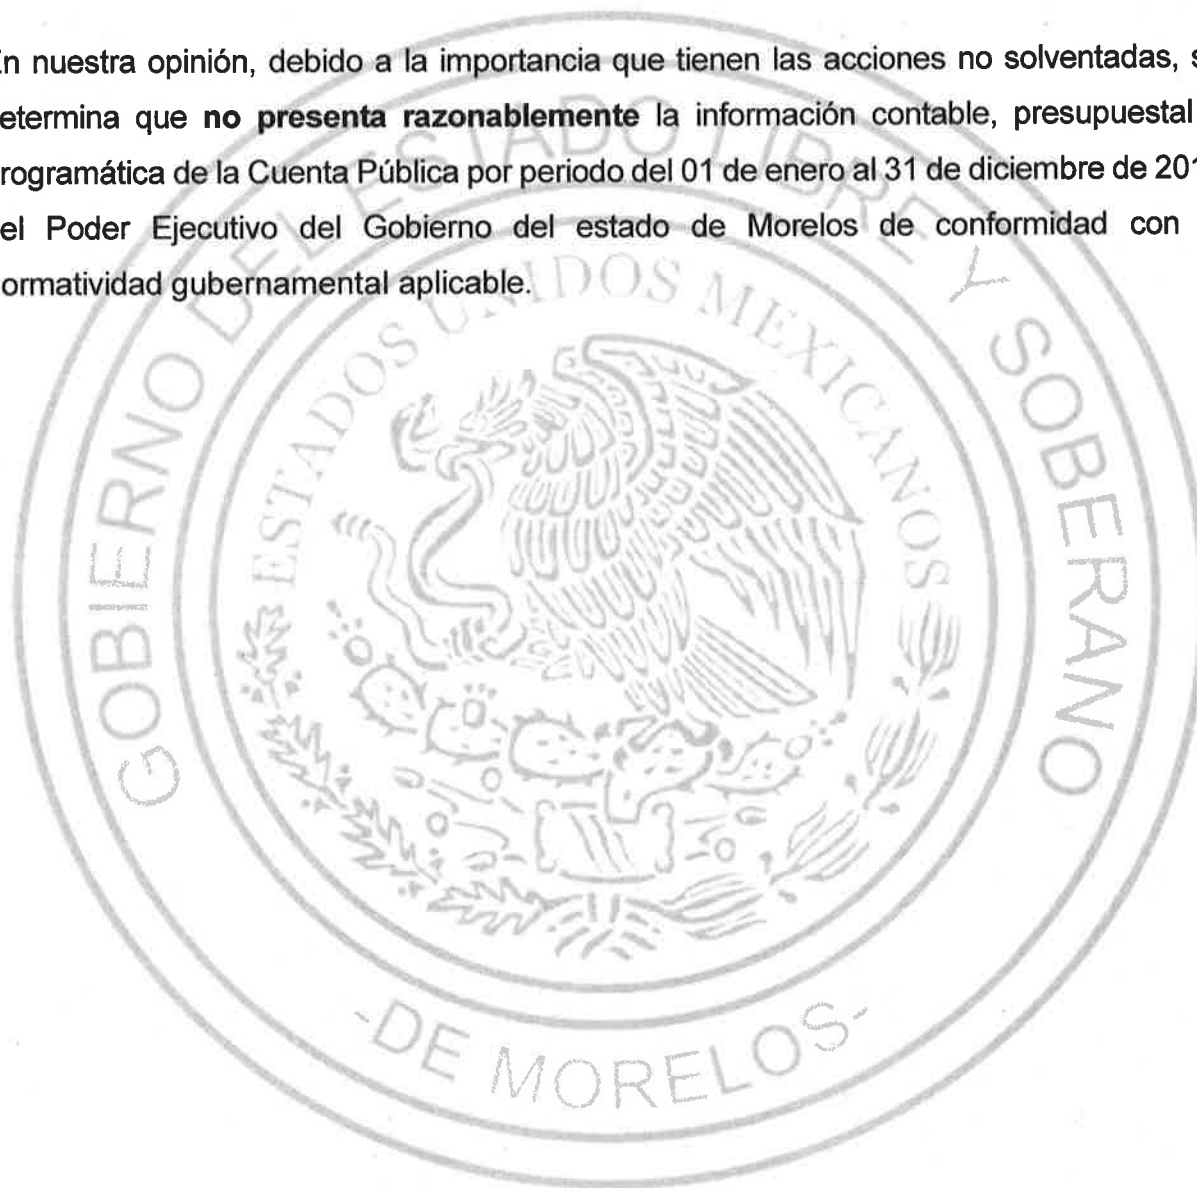 En nuestra opinión, debido a la importancia que tienen las acciones no solventadas, s
etermina que no presenta razonablemente la información contable, presupuestal
rogramática de la Cuenta Pública por periodo del 01 de enero al 31 de diciembre de 201
el Poder Ejecutivo del Gobierno del estado de Morelos de conformidad con
ormatividad gubernamental aplicable.
GOBIERNO DEL ESTADO LIBRE Y SOBERANO
ESTADOS UNIDOS MEXICANOS
-DE MORELOS-